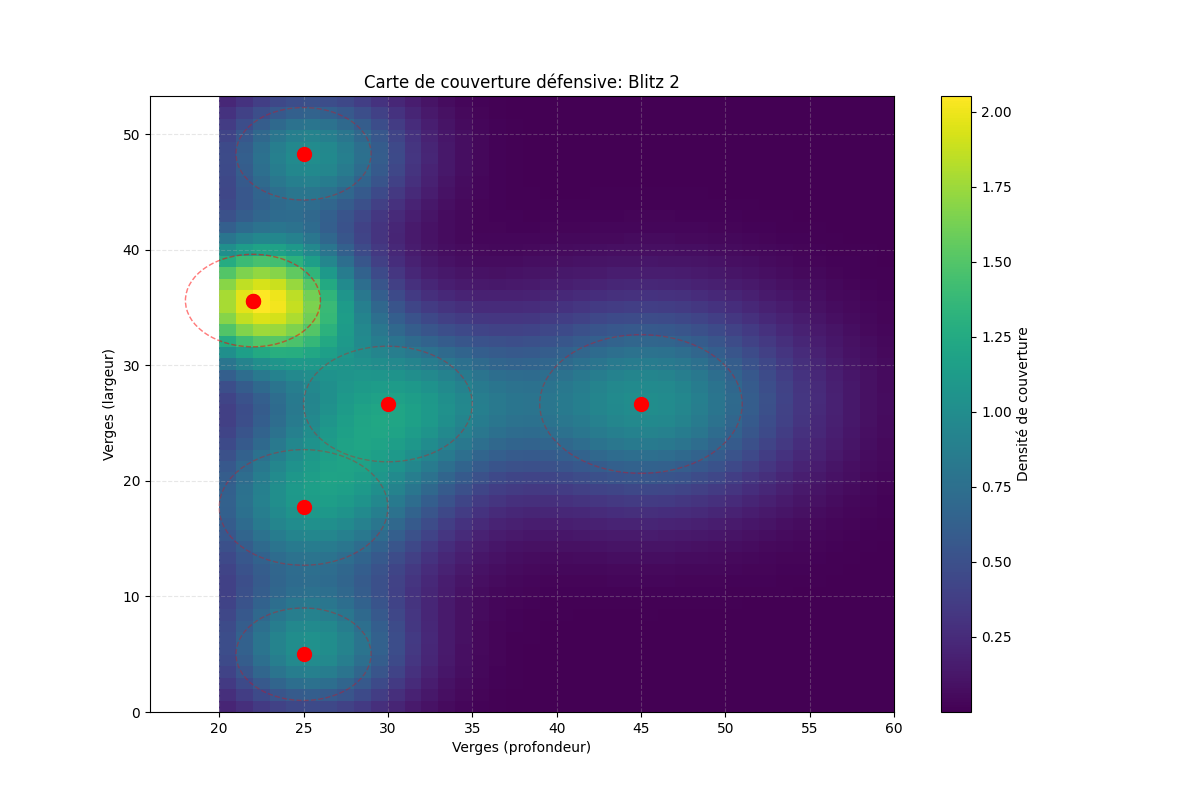 Carte de couverture défensive: Blitz 2
50
40
30
20
10
0
Verges (largeur)
20 25 30 35 40 45 50 55 60
Verges (profondeur)
2.00
1.75
1.50
1.25
1.00
0.75
0.50
0.25
Densité de couverture